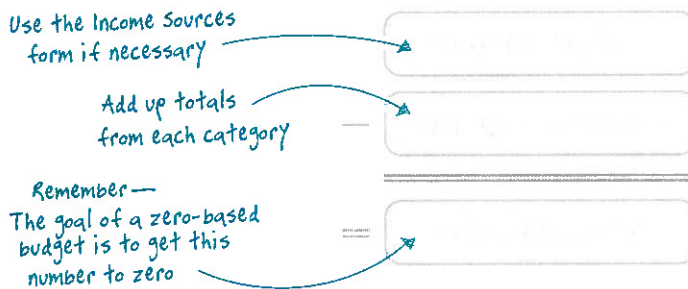 Use the Income Sources
form if necessary
Add up totals
from each category
—
Remember—
The goal of a zero-based
budget is to get this
number to zero
=